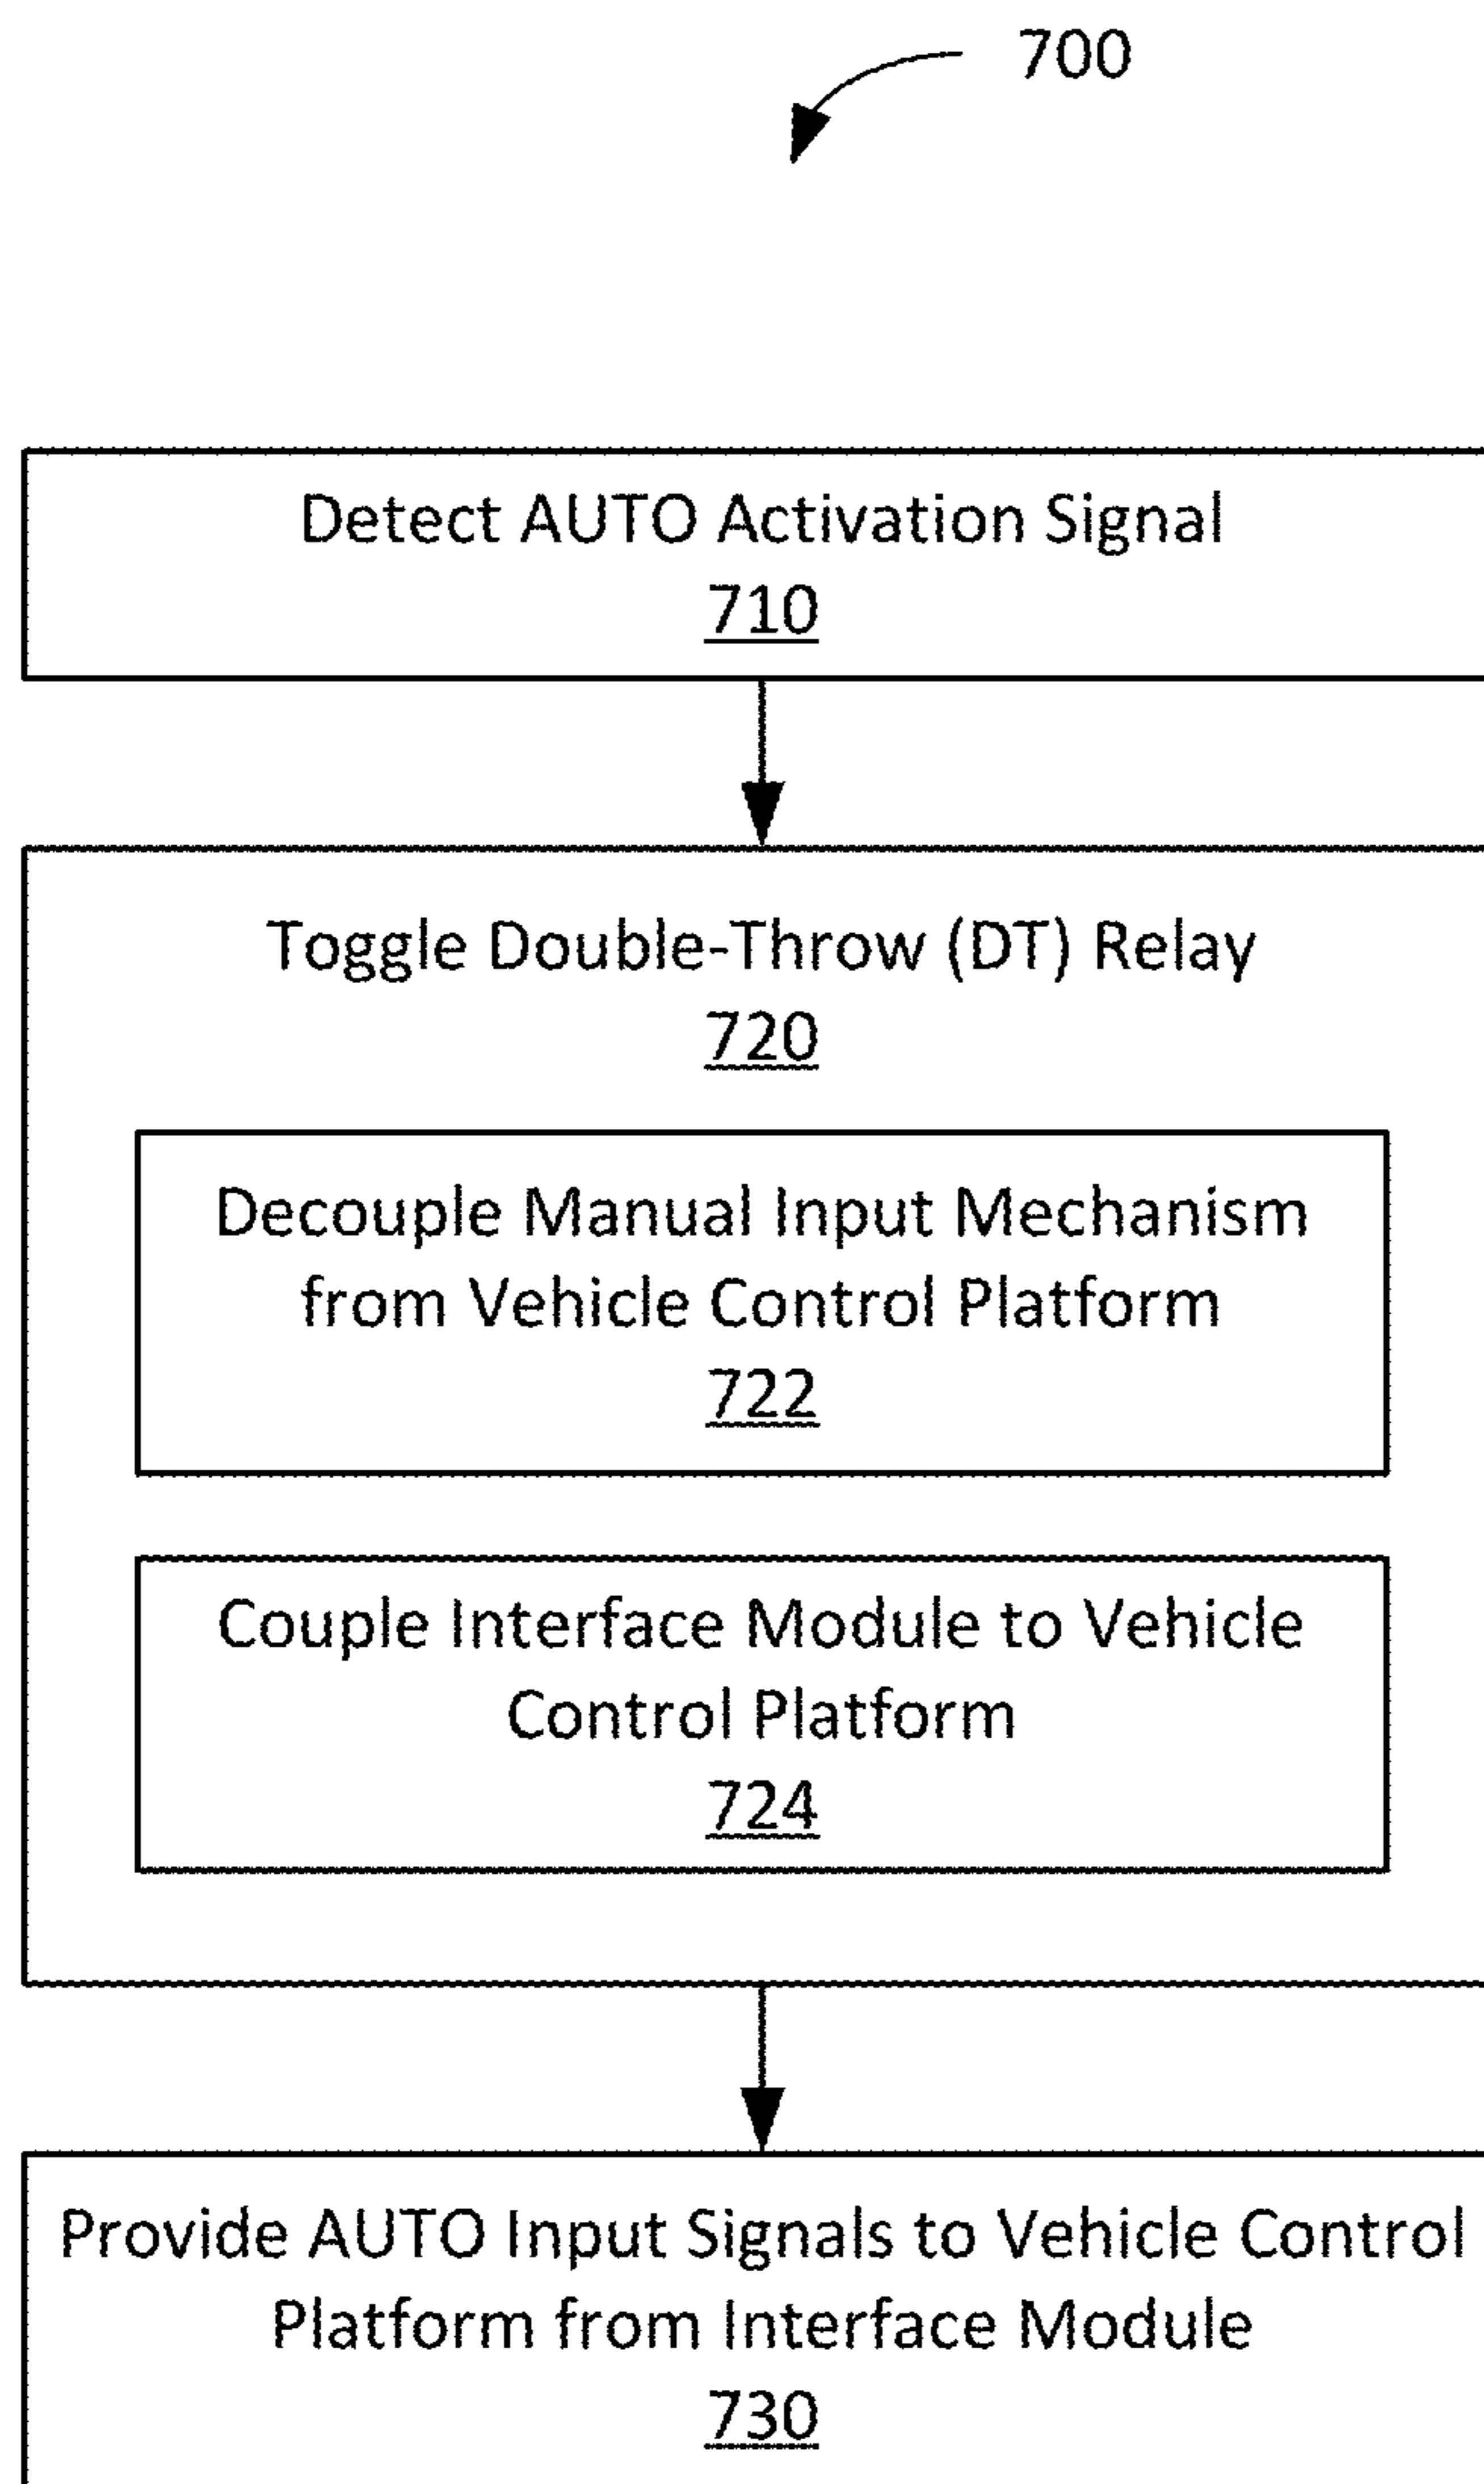 700
Detect AUTO Activation Signal
710
Toggle Double-Throw (DT) Relay
720
Decouple Manual Input Mechanism
from Vehicle Control Platform
722
Couple Interface Module to Vehicle
Control Platform
724
Provide AUTO Input Signals to Vehicle Control
Platform from Interface Module
730